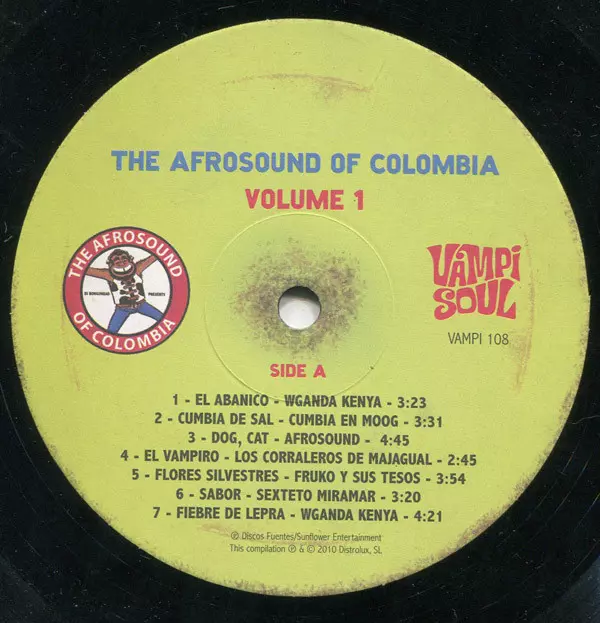 THE AFROSOUND OF COLOMBIA
VOLUME 1
THE AFROSOUND
DJ BONGOHEAD PRESENTS
OF COLOMBIA
VAMPI
SOUL
VAMPI 108
SIDE A
1 - EL ABANICO - WGANDA KENYA - 3:23
2 - CUMBIA DE SAL - CUMBIA EN MOOG - 3:31
3 - DOG, CAT - AFROSOUND - 4:45
4 - EL VAMPIRO - LOS CORRALEROS DE MAJAGUAL - 2:45
5 - FLORES SILVESTRES - FRUKO Y SUS TESOS - 3:54
6 - SABOR - SEXTETO MIRAMAR - 3:20
7 - FIEBRE DE LEPRA - WGANDA KENYA - 4:21
℗ Discos Fuentes/Sunflower Entertainment
This compilation ℗ & © 2010 Distrolux, SL